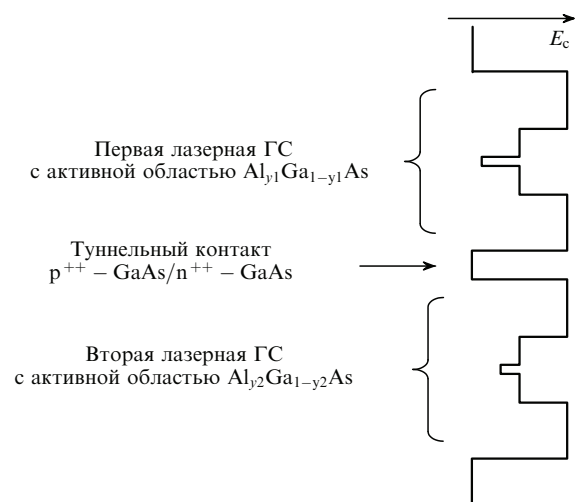 E_c
Первая лазерная ГС
с активной областью Al_{y1}Ga_{1−y1}As
Туннельный контакт
p^{++} − GaAs/n^{++} − GaAs
Вторая лазерная ГС
с активной областью Al_{y2}Ga_{1−y2}As